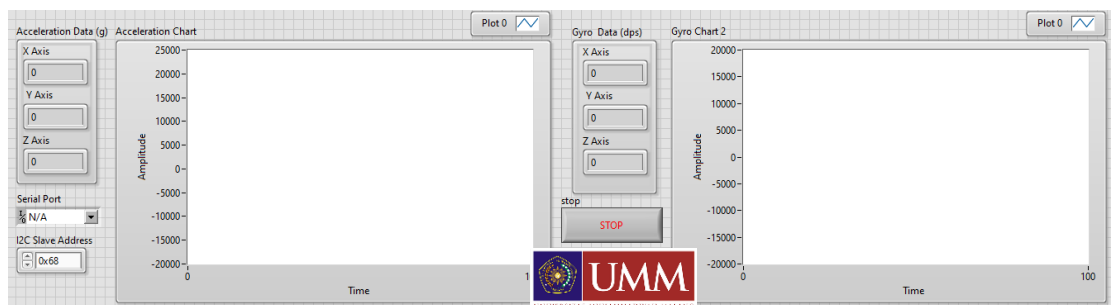 Acceleration Data (g)
X Axis
0
Y Axis
0
Z Axis
0
Serial Port
N/A
I2C Slave Address
0x68
Acceleration Chart
Plot 0
Amplitude
25000
20000
15000
10000
5000
0
-5000
-10000
-15000
-20000
0
Time
Gyro Data (dps)
X Axis
0
Y Axis
0
Z Axis
0
stop
STOP
UMM
Gyro Chart 2
Plot 0
Amplitude
20000
15000
10000
5000
0
-5000
-10000
-15000
-20000
0
100
Time